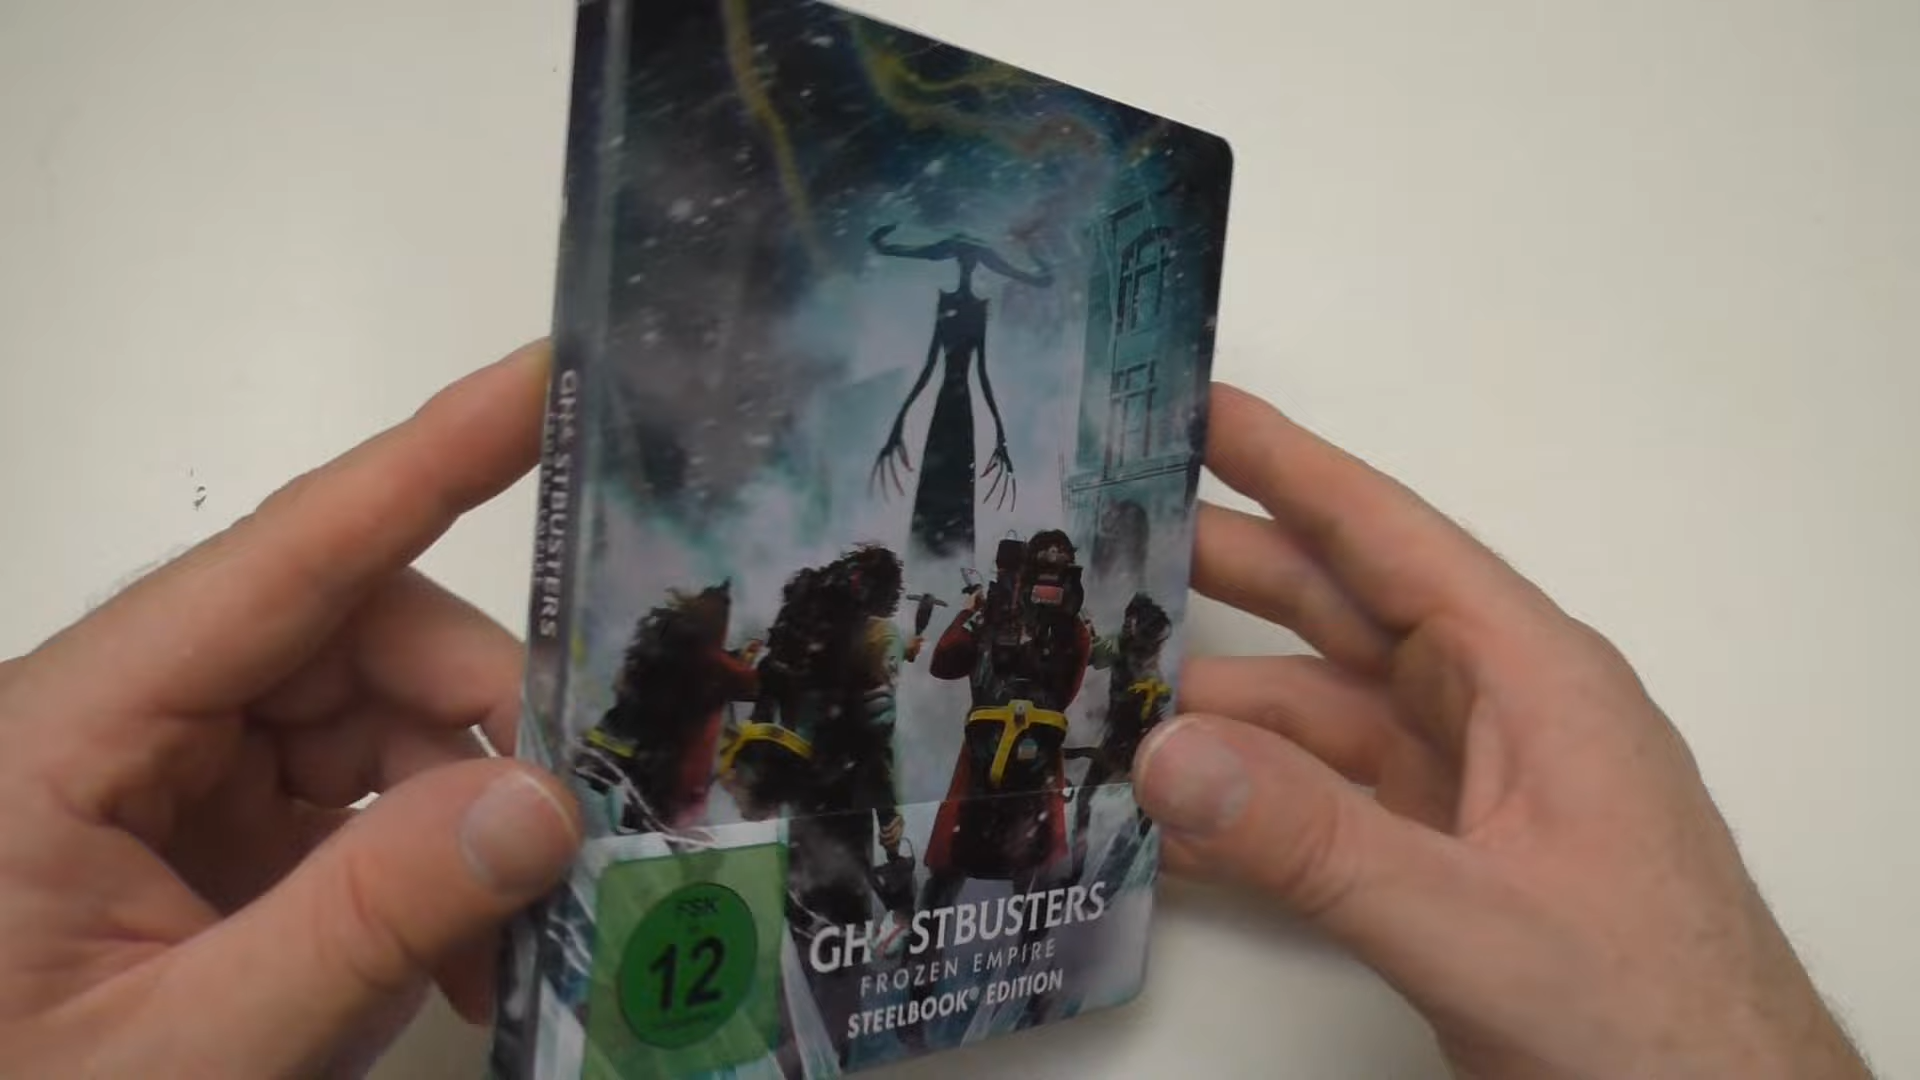 GHOSTBUSTERS
FSK
12
GHOSTBUSTERS
FROZEN EMPIRE
STEELBOOK® EDITION